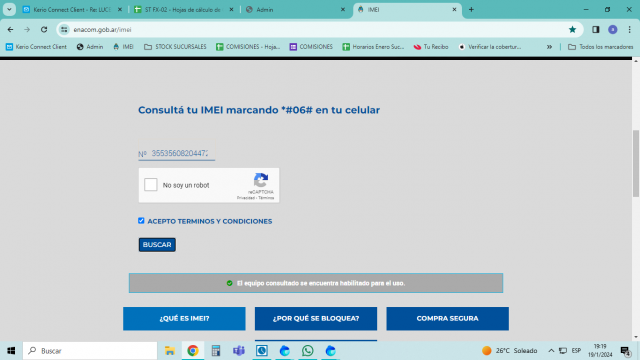 Kerio Connect Client - Re: LUCI
ST FX-02 - Hojas de cálculo de
Admin
IMEI
enacom.gob.ar/imei
Kerio Connect Client
Admin
IMEI
STOCK SUCURSALES
COMISIONES - Hoja...
COMISIONES
Horarios Enero Suc...
Tu Recibo
Verificar la cobertur...
»
Todos los marcadores
Consultá tu IMEI marcando *#06# en tu celular
Nº 35535608204472
No soy un robot
reCAPTCHA
Privacidad - Términos
ACEPTO TERMINOS Y CONDICIONES
BUSCAR
El equipo consultado se encuentra habilitado para el uso.
¿QUÉ ES IMEI?
¿POR QUÉ SE BLOQUEA?
COMPRA SEGURA
Buscar
26°C Soleado
ESP
19:19
19/1/2024